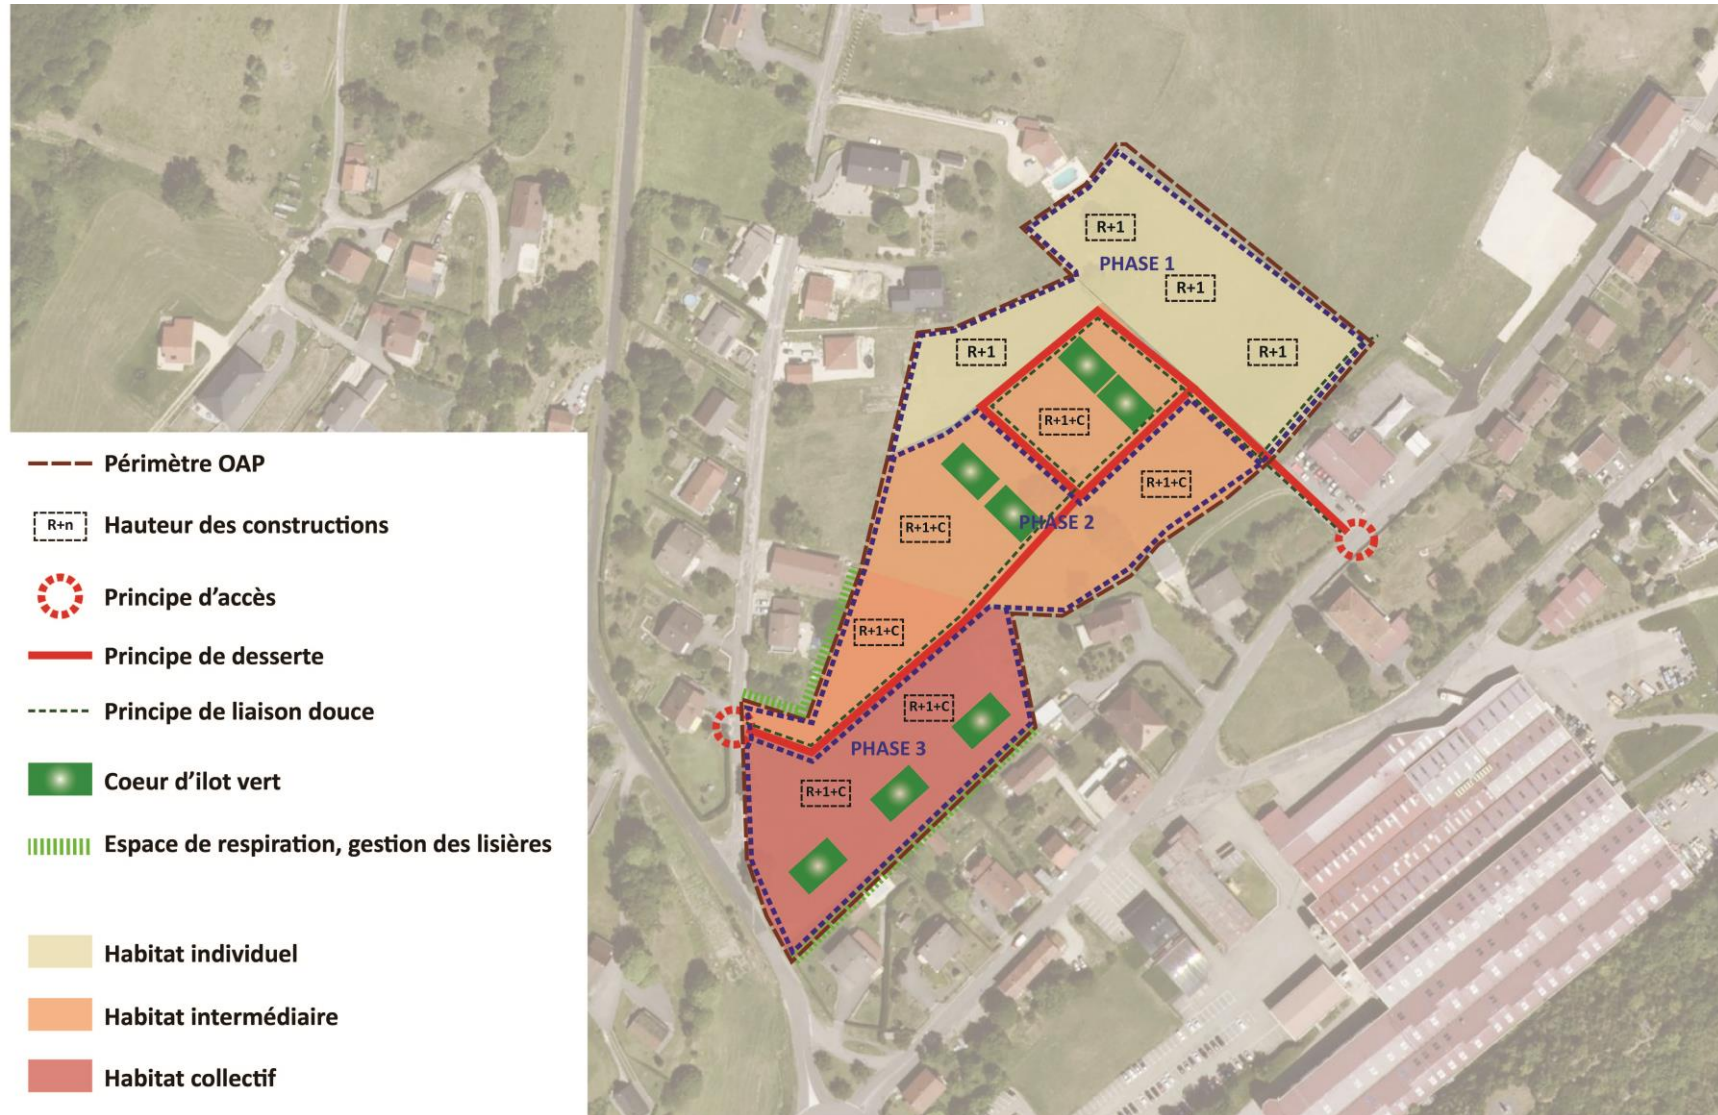 R+1
PHASE 1
R+1
R+1
R+1
R+1+C
R+1+C
R+1+C
PHASE 2
R+1+C
R+1+C
PHASE 3
R+1+C
Périmètre OAP
R+n
Hauteur des constructions
Principe d’accès
Principe de desserte
Principe de liaison douce
Coeur d’ilot vert
Espace de respiration, gestion des lisières
Habitat individuel
Habitat intermédiaire
Habitat collectif